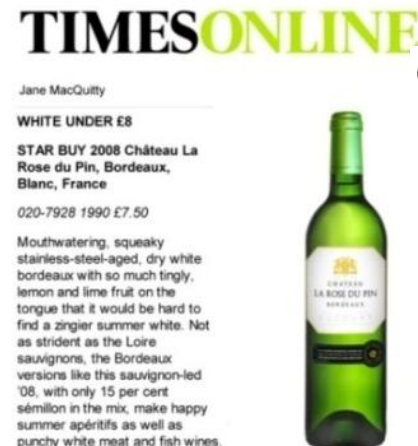 TIMESONLINE
Jane MacQuitty
WHITE UNDER £8
STAR BUY 2008 Château La
Rose du Pin, Bordeaux,
Blanc, France
020-7928 1990 £7.50
Mouthwatering, squeaky
stainless-steel-aged, dry white
bordeaux with so much tingly,
lemon and lime fruit on the
tongue that it would be hard to
find a zingier summer white. Not
as strident as the Loire
sauvignons, the Bordeaux
versions like this sauvignon-led
'08, with only 15 per cent
sémillon in the mix, make happy
summer apéritifs as well as
punchy white meat and fish wines.
CHATEAU
LA ROSE DU PIN
BORDEAUX